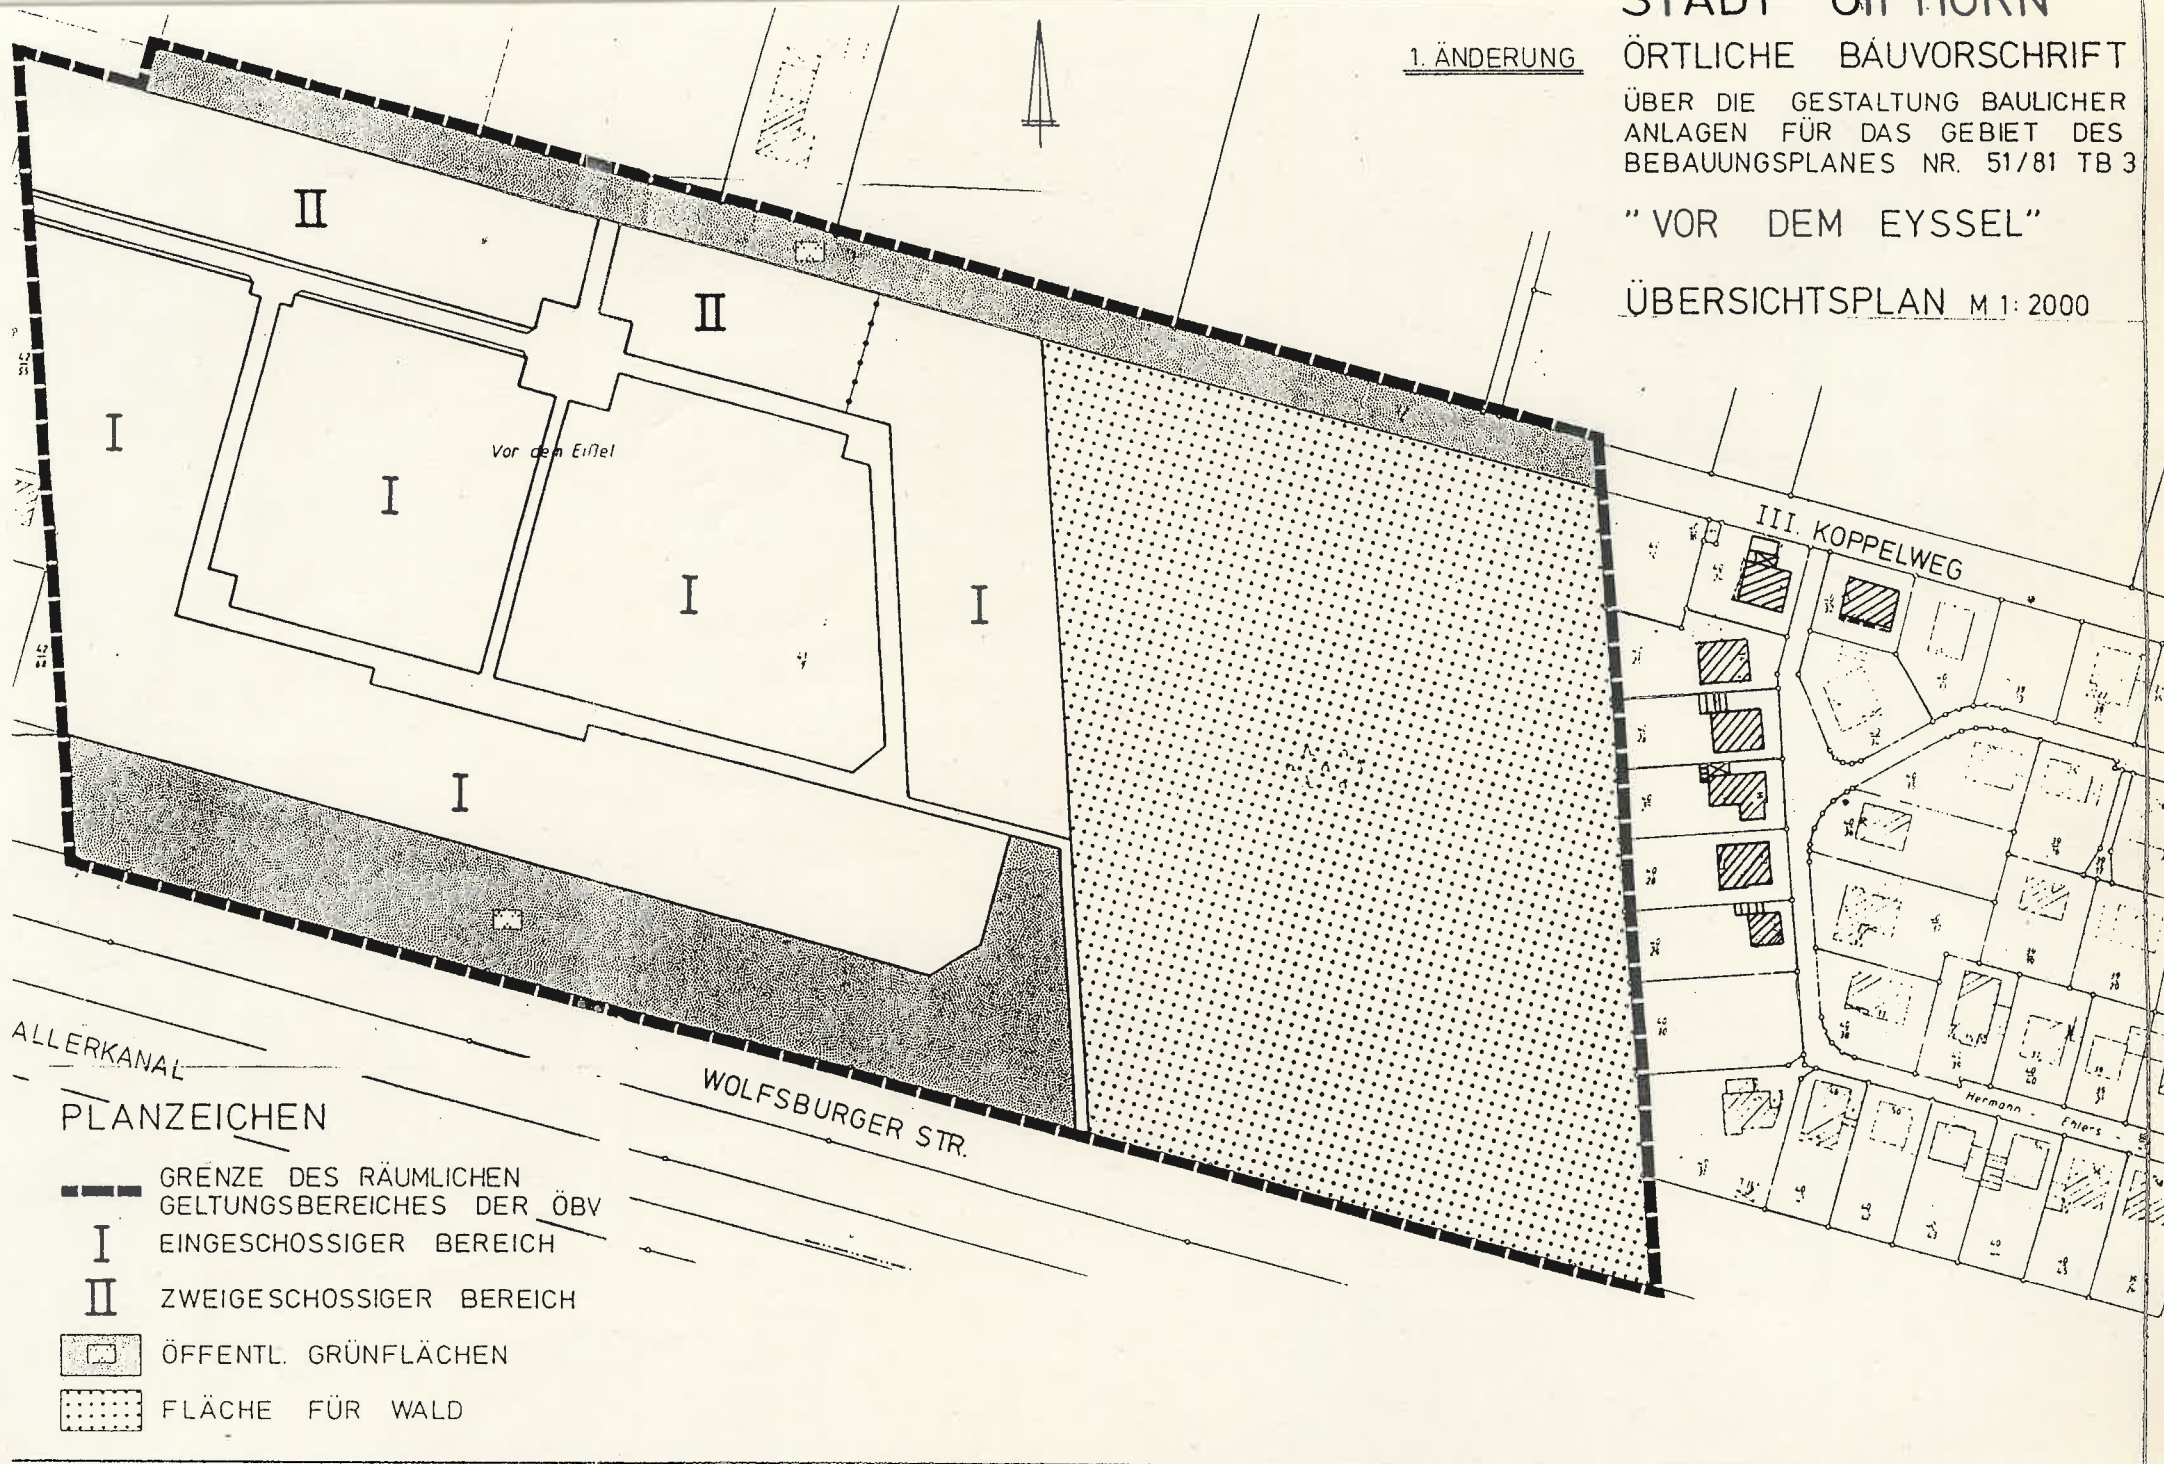 1. ÄNDERUNG
STADT GIFHORN
ÖRTLICHE BAUVORSCHRIFT
ÜBER DIE GESTALTUNG BAULICHER
ANLAGEN FÜR DAS GEBIET DES
BEBAUUNGSPLANES NR. 51/81 TB 3
"VOR DEM EYSSEL"
ÜBERSICHTSPLAN M 1:2000
II
II
I
I
Vor dem Eißel
I
I
I
III. KOPPELWEG
Hermann - Ehlers -
ALLERKANAL
WOLFSBURGER STR.
PLANZEICHEN
GRENZE DES RÄUMLICHEN
GELTUNGSBEREICHES DER ÖBV
I EINGESCHOSSIGER BEREICH
II ZWEIGESCHOSSIGER BEREICH
ÖFFENTL. GRÜNFLÄCHEN
FLÄCHE FÜR WALD